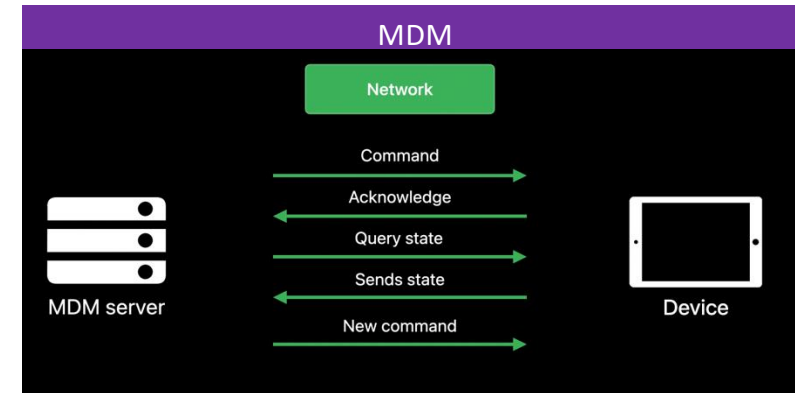 MDM
Network
Command
Acknowledge
Query state
Sends state
New command
MDM server
Device